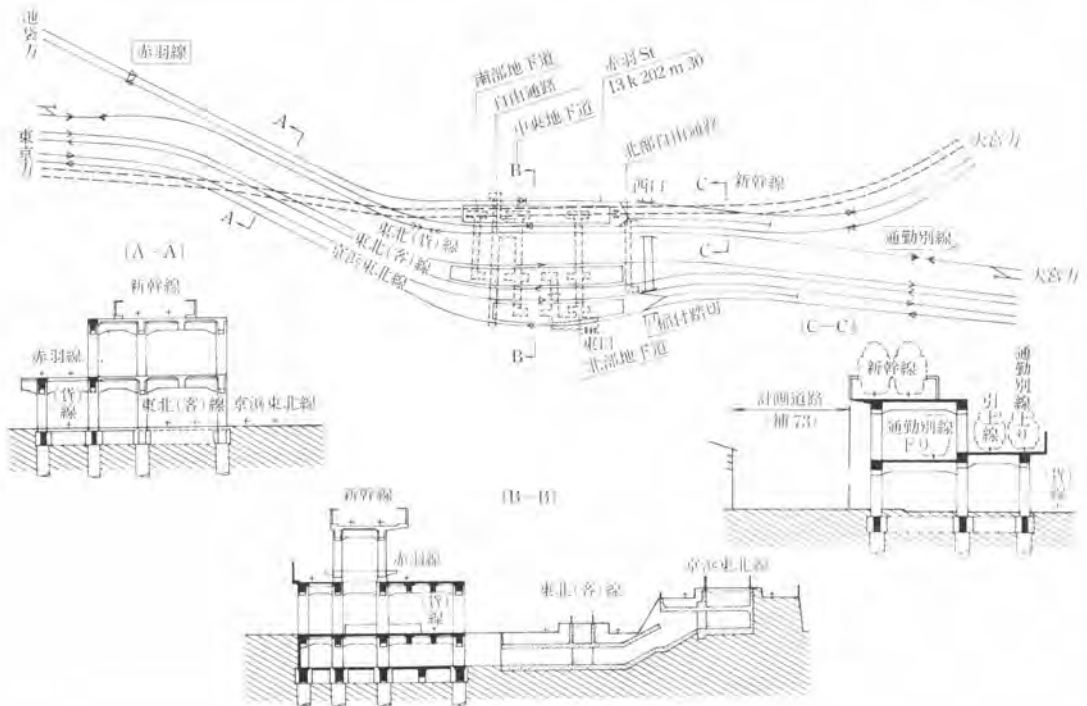 池袋方
赤羽線
南部地下道
自由通路
中央地下道
赤羽St
13k202m30
北部自由通路
東京方
A
A
B
B
西口
C
C
新幹線
大宮方
通勤別線
大宮方
東北(貨)線
東北(客)線
京浜東北線
東口
北部地下道
稲付踏切
(A-A)
新幹線
赤羽線
(貨)線
東北(客)線
京浜東北線
(B-B)
新幹線
赤羽線
(貨)線
東北(客)線
京浜東北線
(C-C)
計画道路
(補73)
新幹線
通勤別線下り
引上線
通勤別線上り
(貨)線